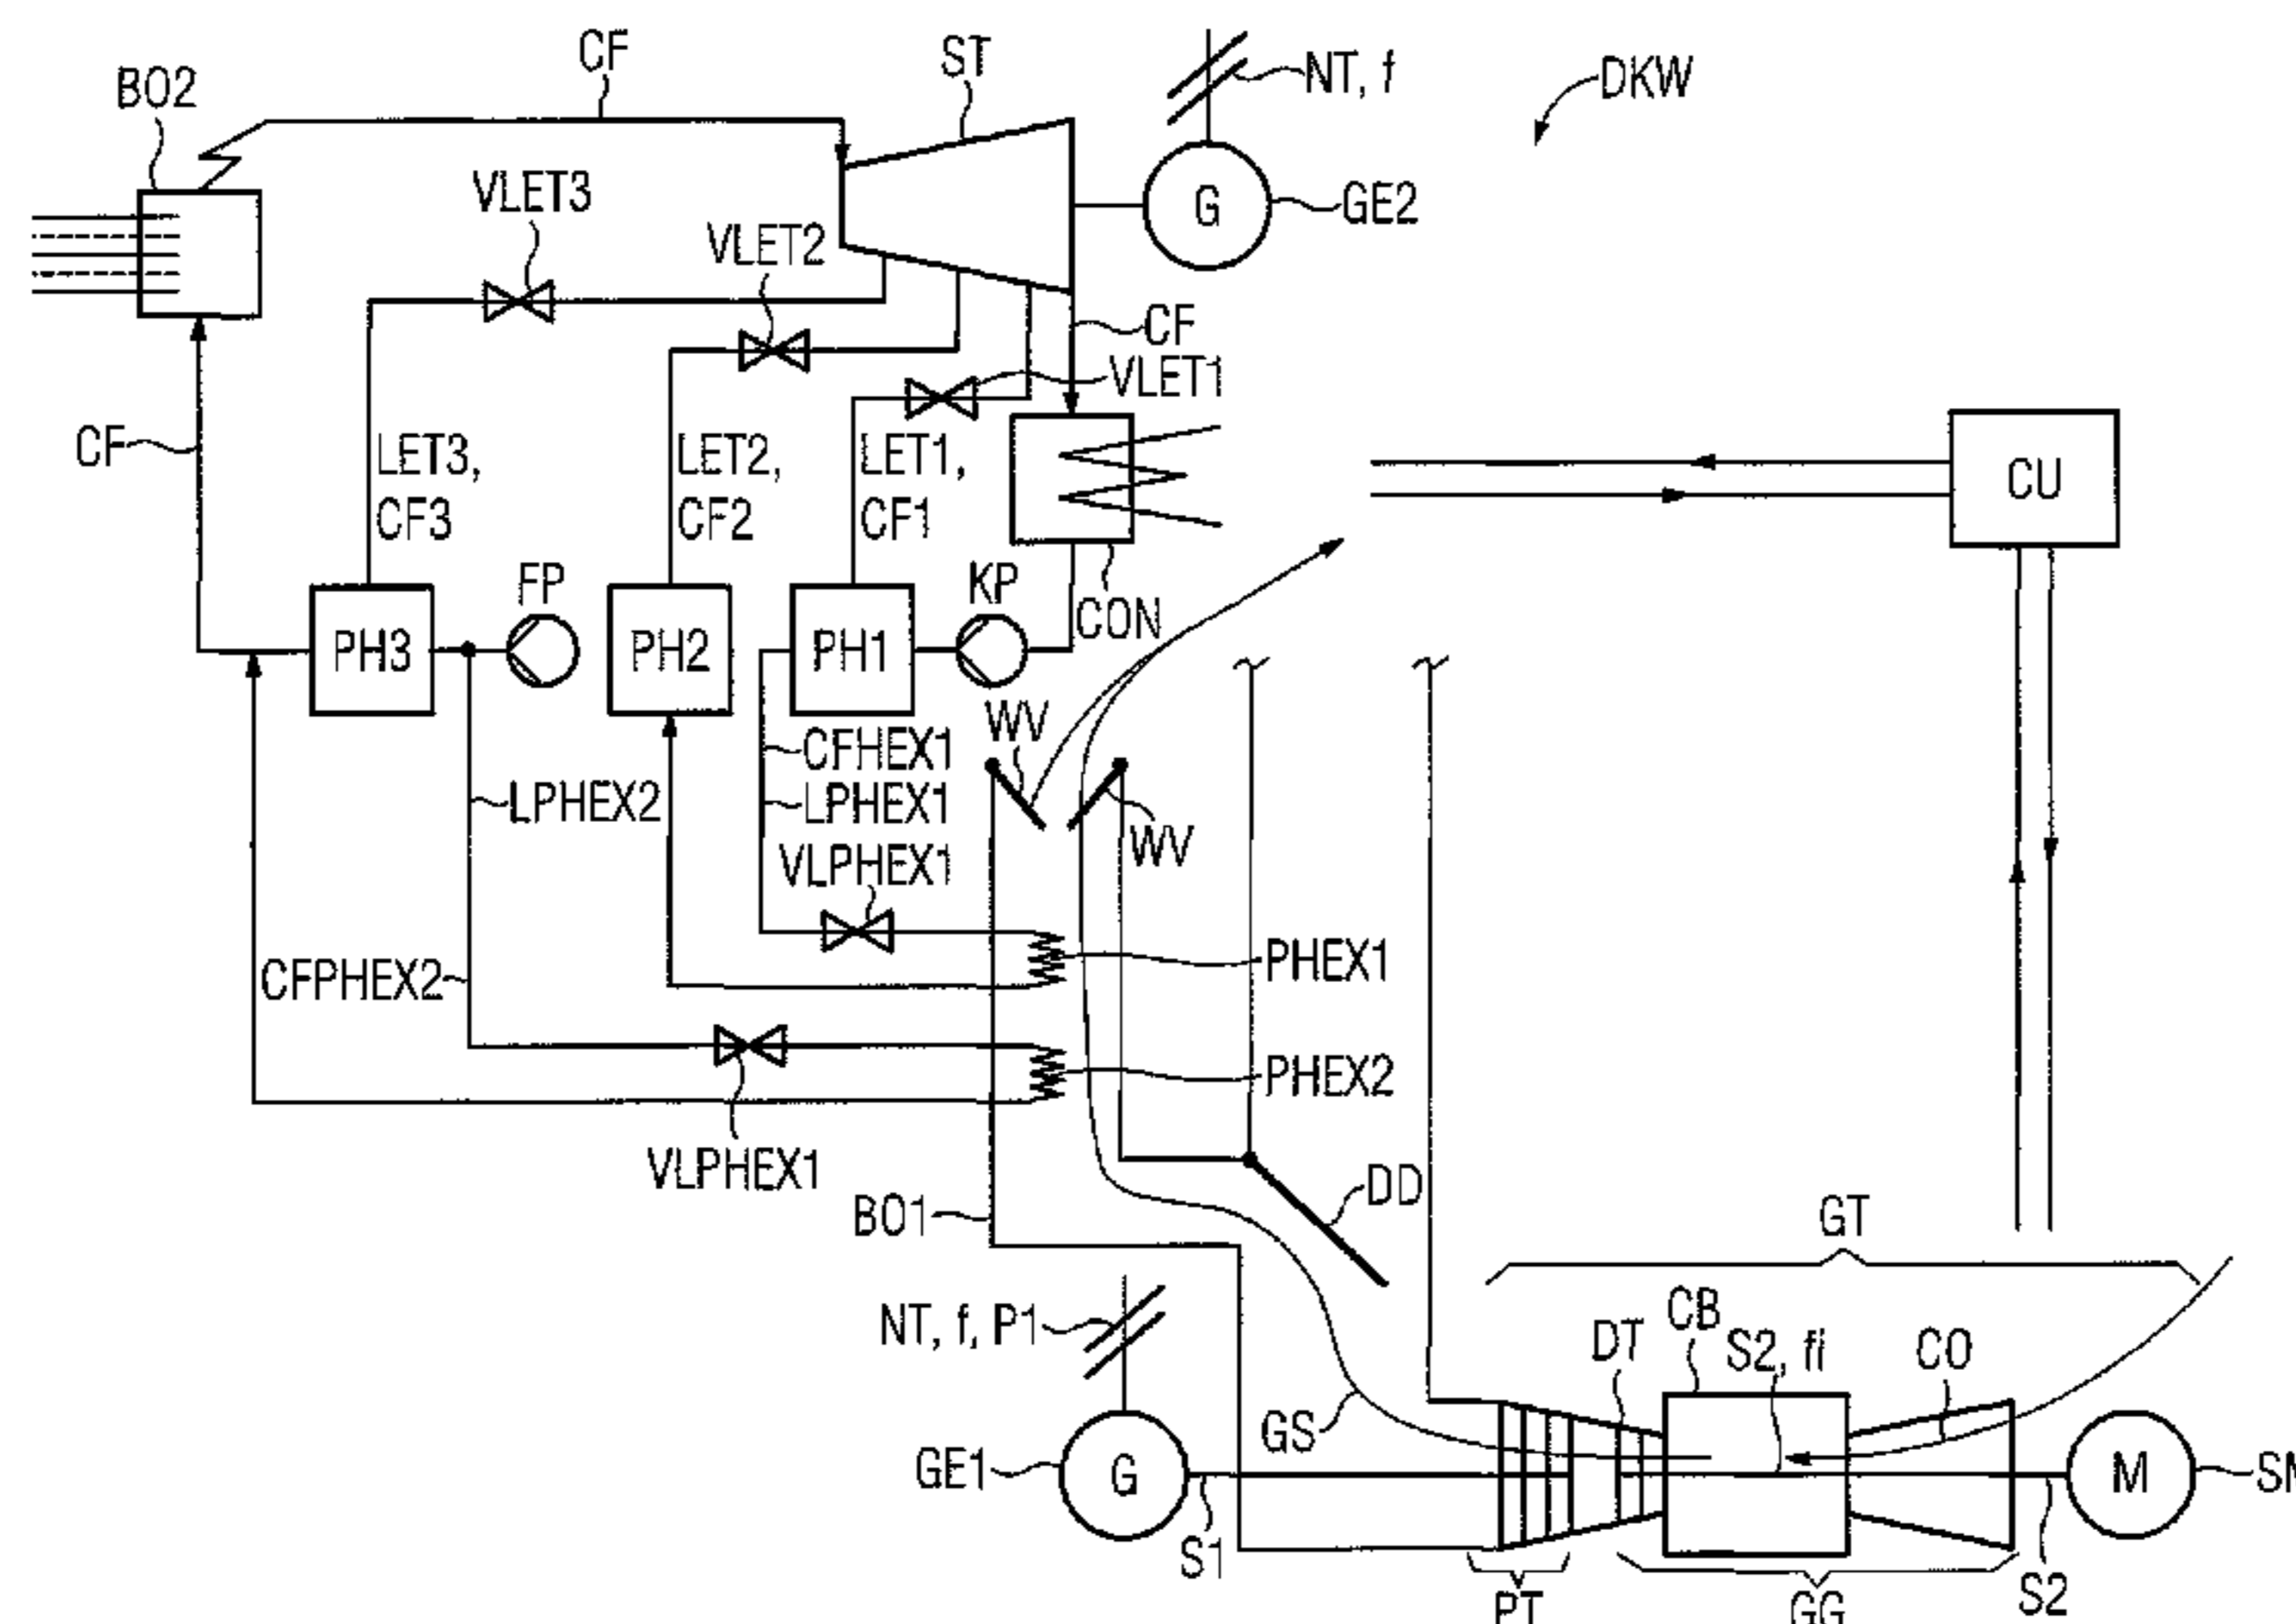 CF
ST
NT, f
DKW
BO2
VLET3
G
GE2
VLET2
CF
VLET1
CF
LET3,
CF3
LET2,
CF2
LET1,
CF1
CU
FP
KP
CON
PH3
PH2
PH1
WV
CFHEX1
LPHEX2
LPHEX1
WV
VLPHEX1
PHEX1
CFPHEX2
PHEX2
VLPHEX1
DD
BO1
GT
NT, f, P1
CB
DT
S2, fi
CO
GS
GE1
G
M
S1
S2
PT
GG